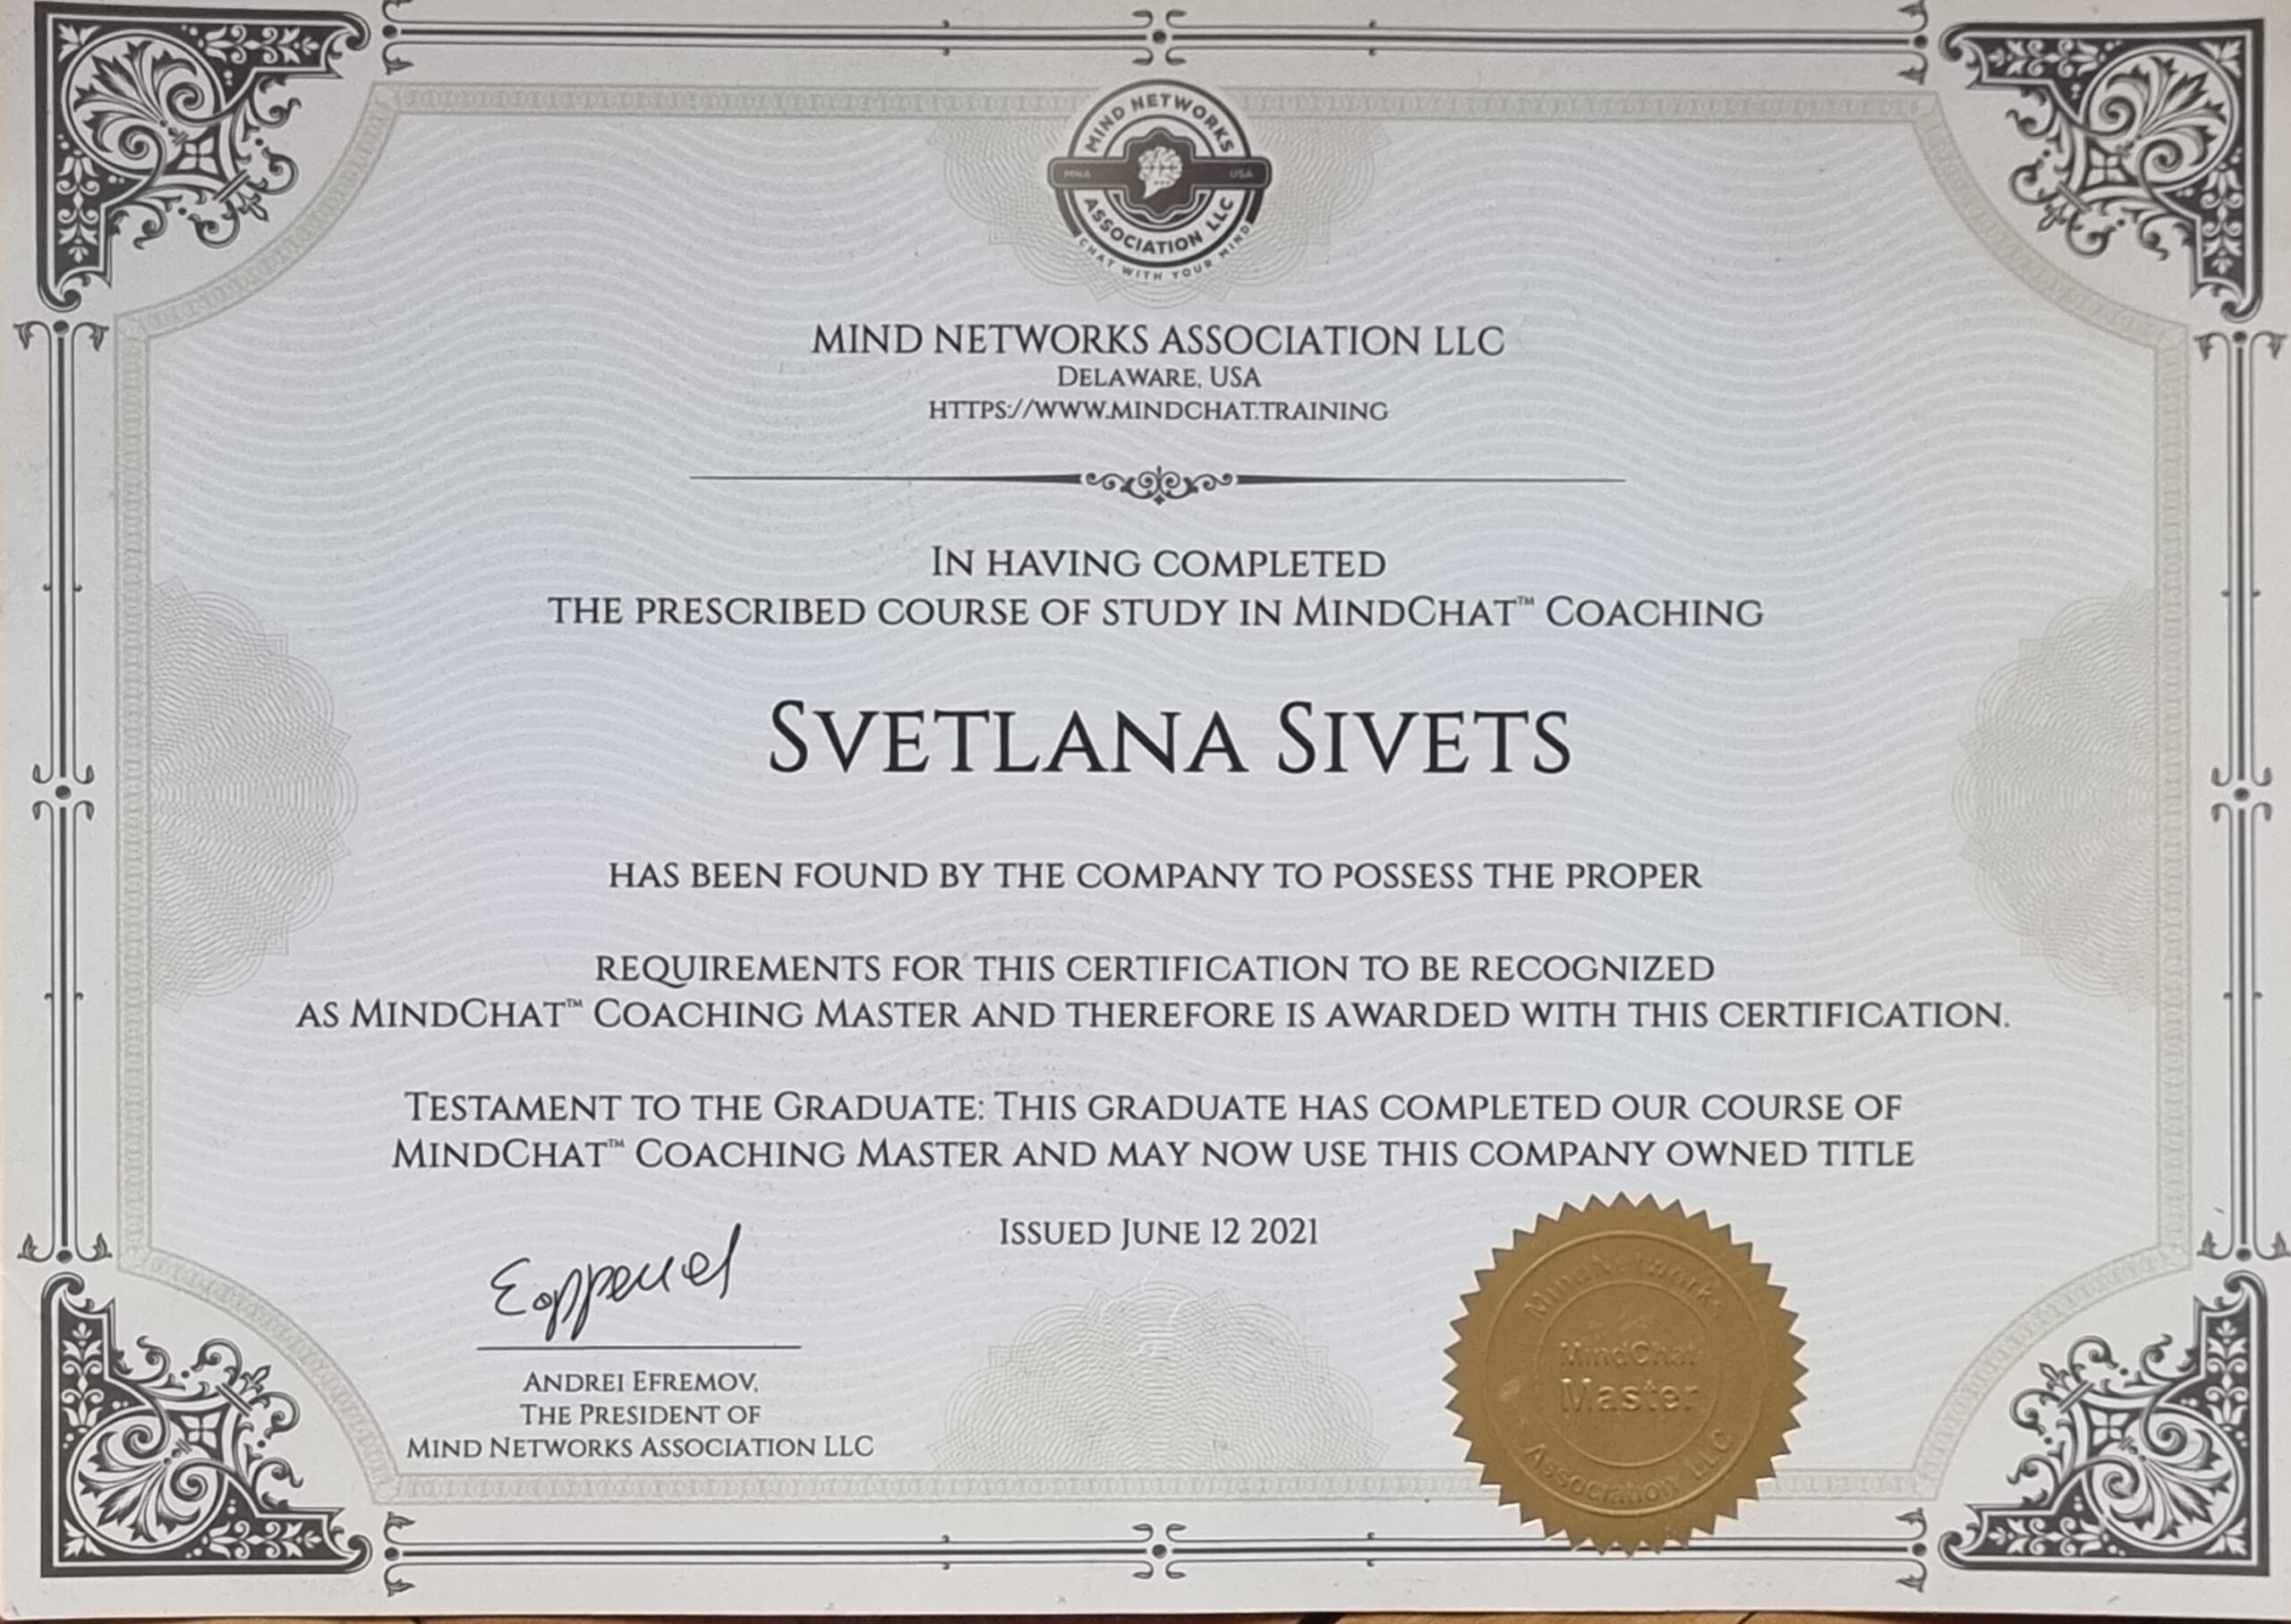 MIND NETWORKS
MNA USA
ASSOCIATION LLC
CHAT WITH YOUR MIND
MIND NETWORKS ASSOCIATION LLC
DELAWARE, USA
HTTPS://WWW.MINDCHAT.TRAINING
IN HAVING COMPLETED
THE PRESCRIBED COURSE OF STUDY IN MINDCHAT™ COACHING
SVETLANA SIVETS
HAS BEEN FOUND BY THE COMPANY TO POSSESS THE PROPER
REQUIREMENTS FOR THIS CERTIFICATION TO BE RECOGNIZED
AS MINDCHAT™ COACHING MASTER AND THEREFORE IS AWARDED WITH THIS CERTIFICATION.
TESTAMENT TO THE GRADUATE: THIS GRADUATE HAS COMPLETED OUR COURSE OF
MINDCHAT™ COACHING MASTER AND MAY NOW USE THIS COMPANY OWNED TITLE
ISSUED JUNE 12 2021
ANDREI EFREMOV,
THE PRESIDENT OF
MIND NETWORKS ASSOCIATION LLC
Mind Networks
MindChat
Master
Association LLC